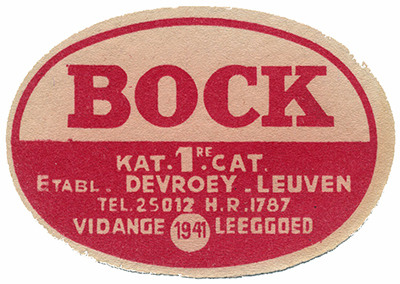 BOCK
KAT. 1RE CAT.
ETABL. DEVROEY - LEUVEN
TEL. 25012 H.R. 1787
VIDANGE 1941 LEEGGOED